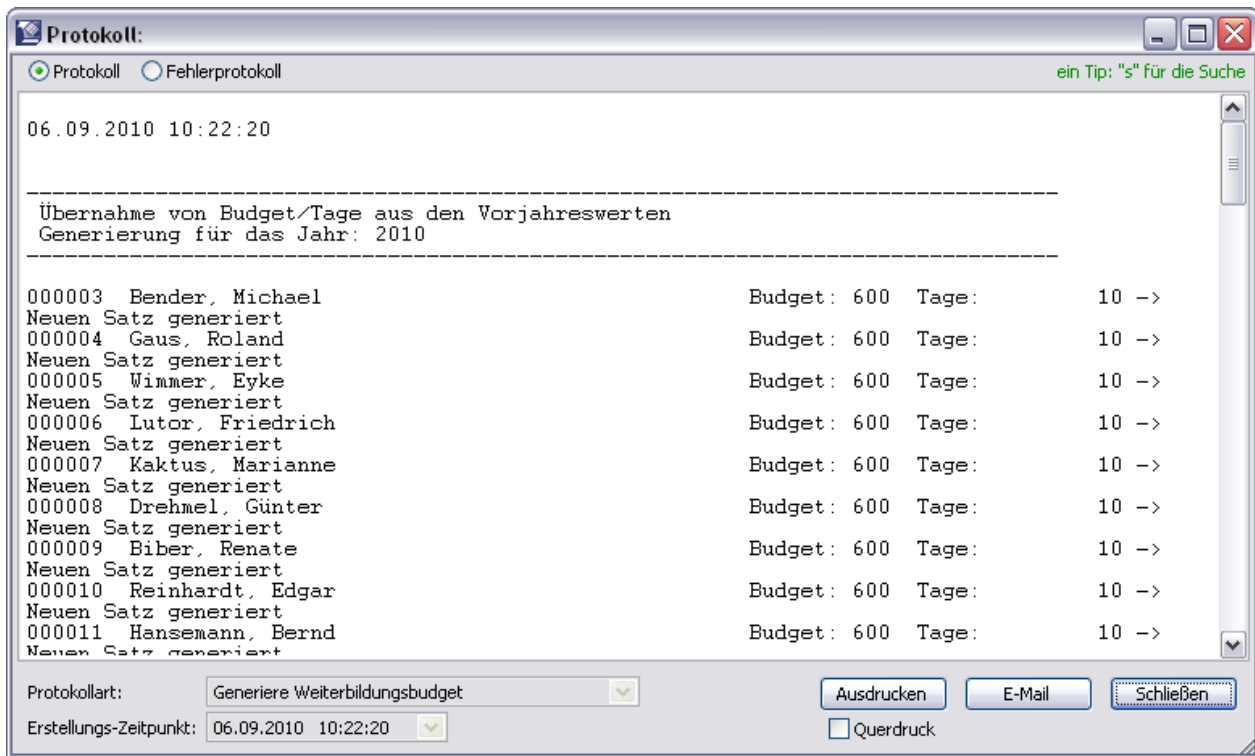 Protokoll:
Protokoll Fehlerprotokoll ein Tip: "s" für die Suche
06.09.2010 10:22:20
Übernahme von Budget/Tage aus den Vorjahreswerten
Generierung für das Jahr: 2010
000003 Bender, Michael Budget: 600 Tage: 10 ->
Neuen Satz generiert
000004 Gaus, Roland Budget: 600 Tage: 10 ->
Neuen Satz generiert
000005 Wimmer, Eyke Budget: 600 Tage: 10 ->
Neuen Satz generiert
000006 Lutor, Friedrich Budget: 600 Tage: 10 ->
Neuen Satz generiert
000007 Kaktus, Marianne Budget: 600 Tage: 10 ->
Neuen Satz generiert
000008 Drehmel, Günter Budget: 600 Tage: 10 ->
Neuen Satz generiert
000009 Biber, Renate Budget: 600 Tage: 10 ->
Neuen Satz generiert
000010 Reinhardt, Edgar Budget: 600 Tage: 10 ->
Neuen Satz generiert
000011 Hansemann, Bernd Budget: 600 Tage: 10 ->
Neuen Satz generiert
Protokollart: Generiere Weiterbildungsbudget Ausdrucken E-Mail Schließen
Erstellungs-Zeitpunkt: 06.09.2010 10:22:20 Querdruck